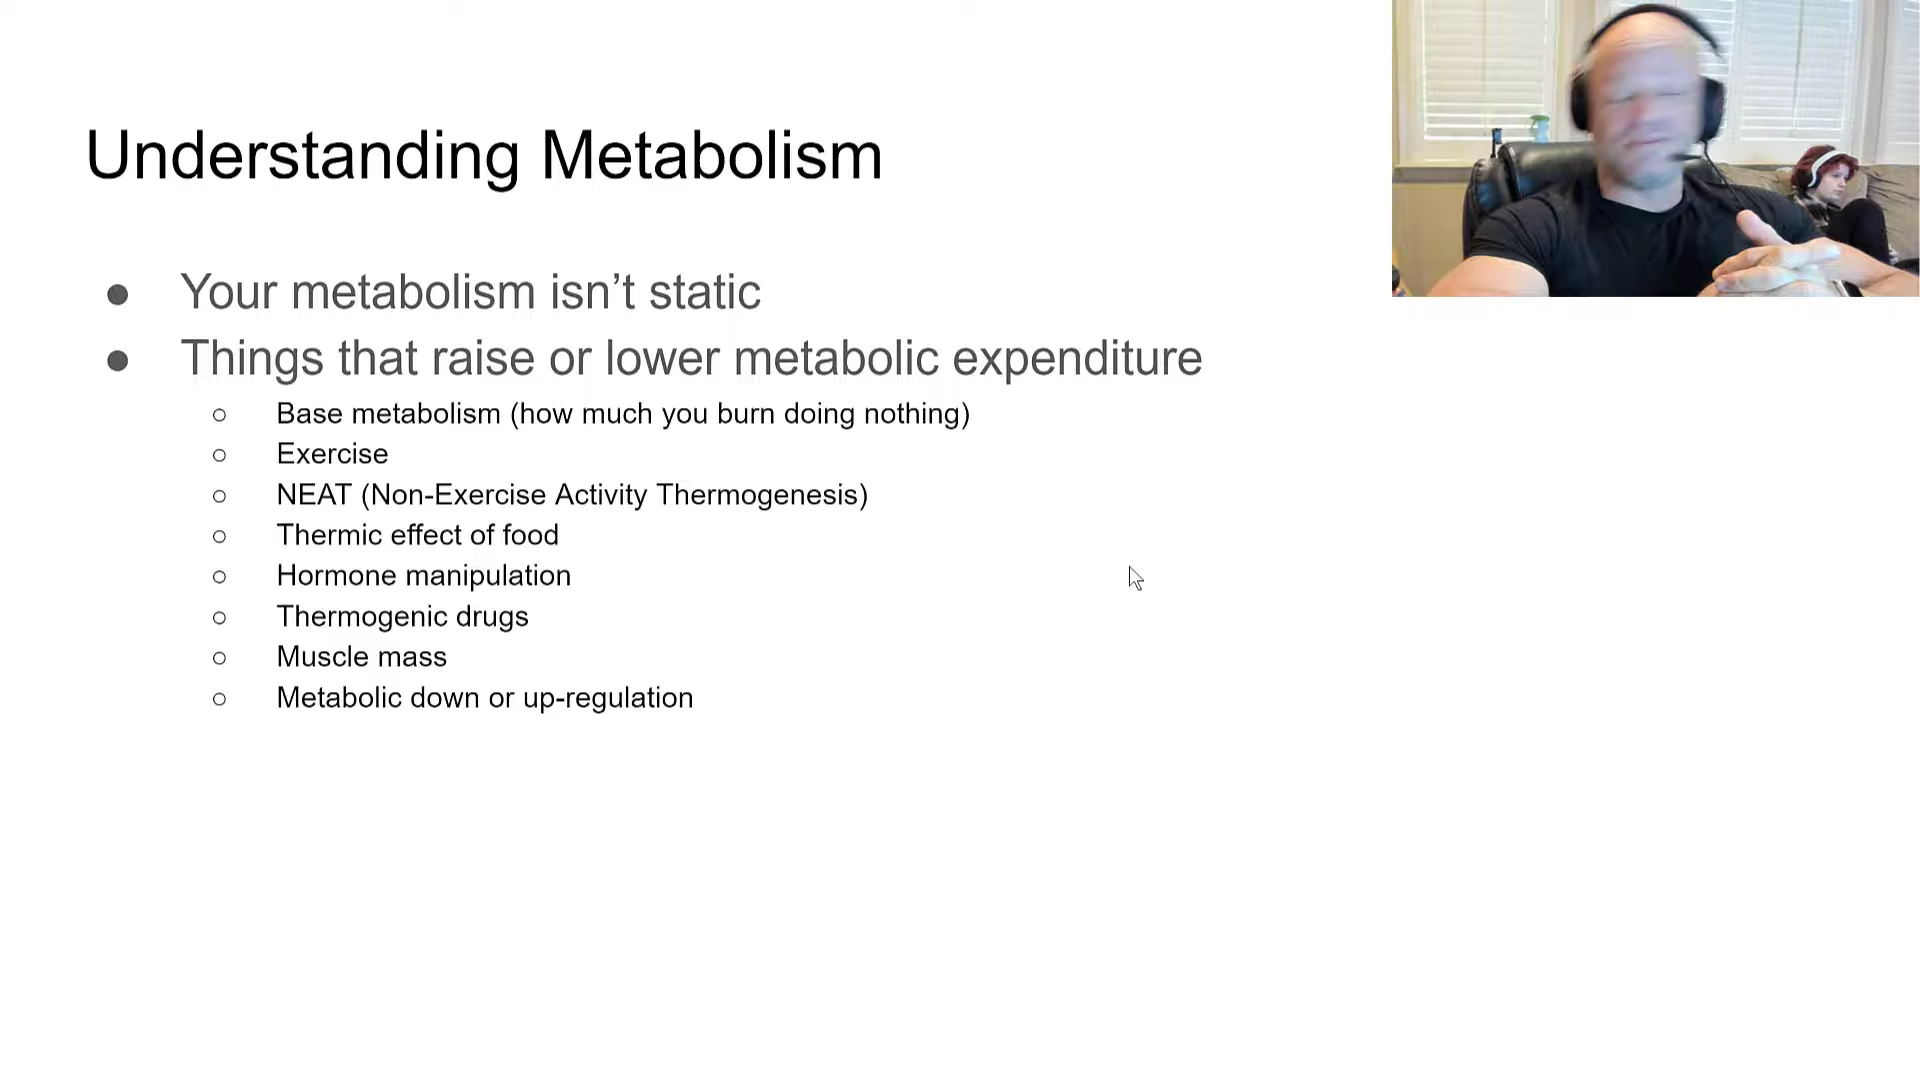 Understanding Metabolism
● Your metabolism isn’t static
● Things that raise or lower metabolic expenditure
○ Base metabolism (how much you burn doing nothing)
○ Exercise
○ NEAT (Non-Exercise Activity Thermogenesis)
○ Thermic effect of food
○ Hormone manipulation
○ Thermogenic drugs
○ Muscle mass
○ Metabolic down or up-regulation